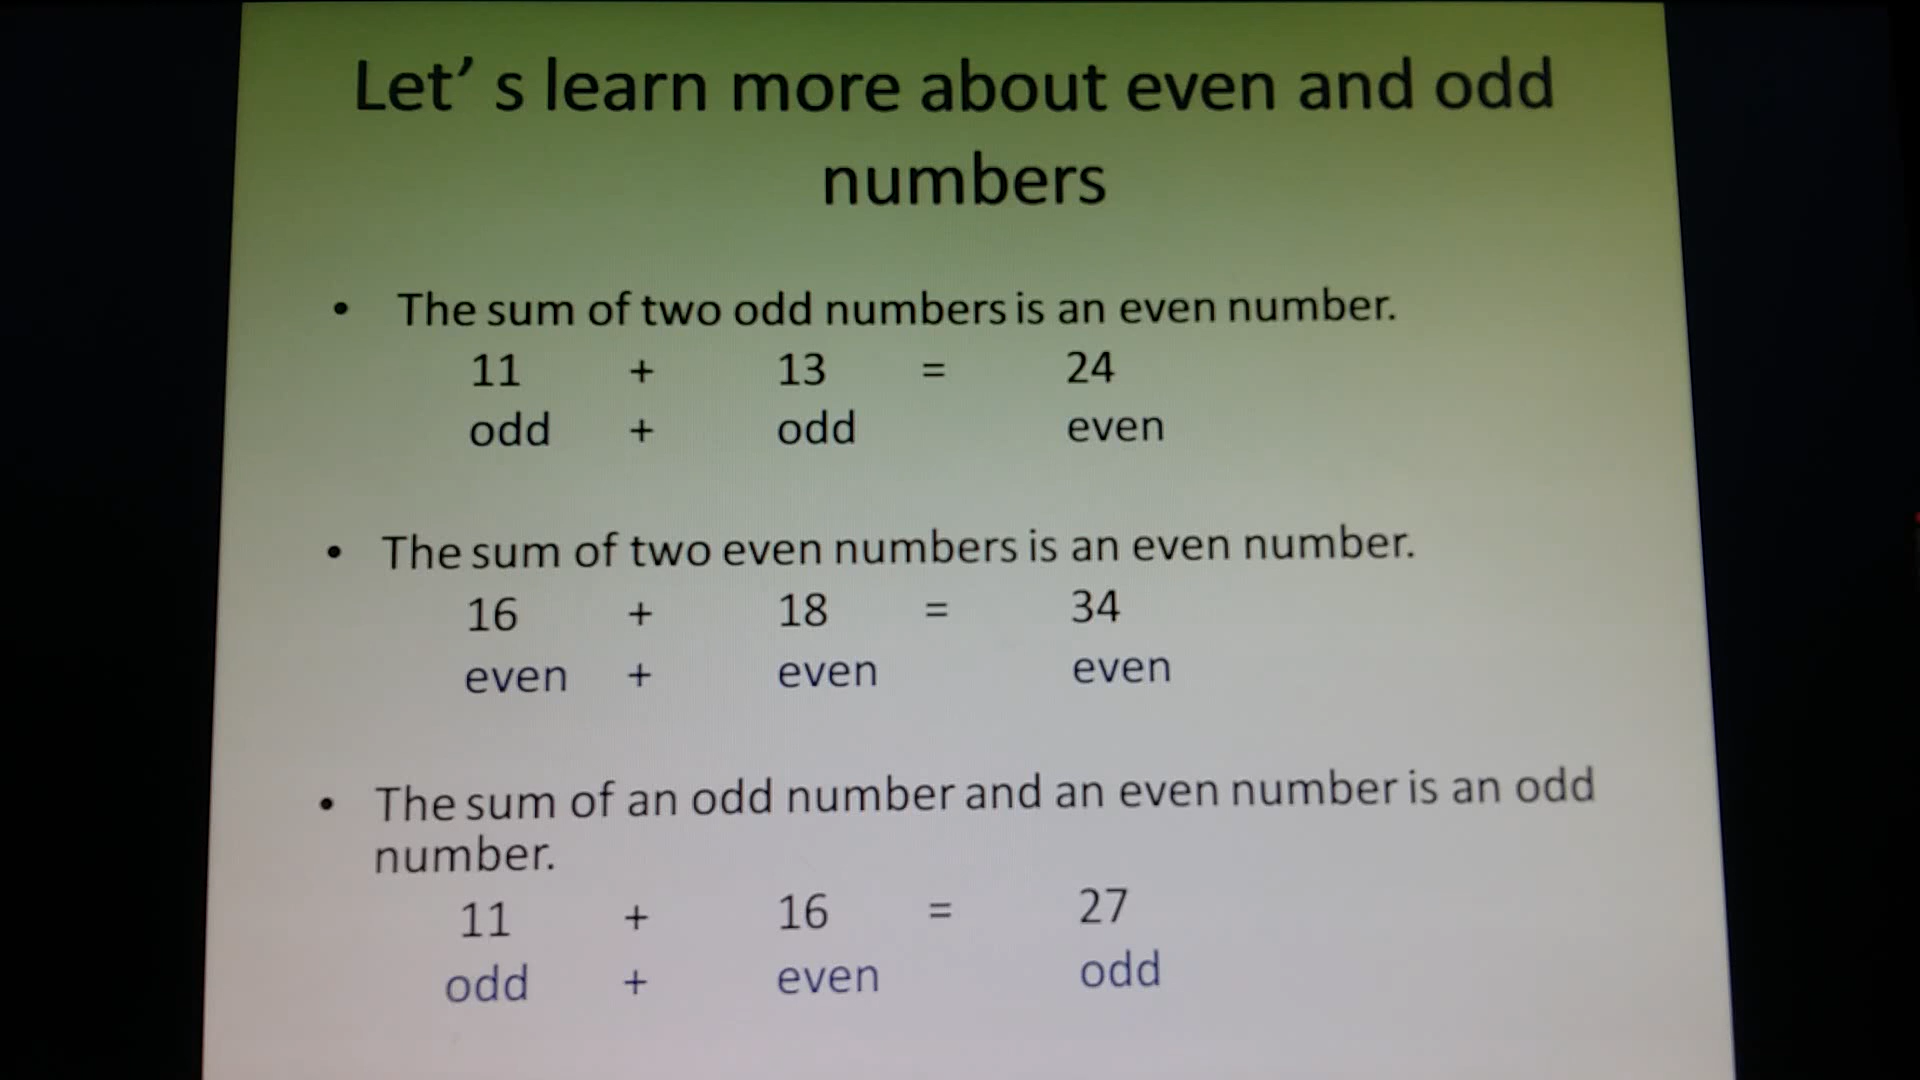 Let’ s learn more about even and odd
numbers
• The sum of two odd numbers is an even number.
11 + 13 = 24
odd + odd even
• The sum of two even numbers is an even number.
16 + 18 = 34
even + even even
• The sum of an odd number and an even number is an odd
number.
11 + 16 = 27
odd + even odd